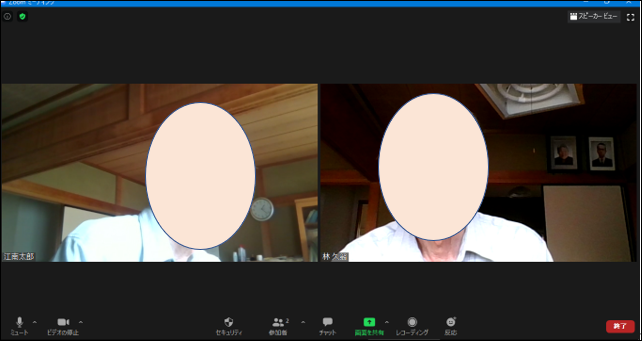 Zoom ミーティング
スピーカー ビュー
江南太郎
林 久嗣
ミュート
ビデオの停止
セキュリティ
参加者
2
チャット
画面を共有
レコーディング
反応
終了